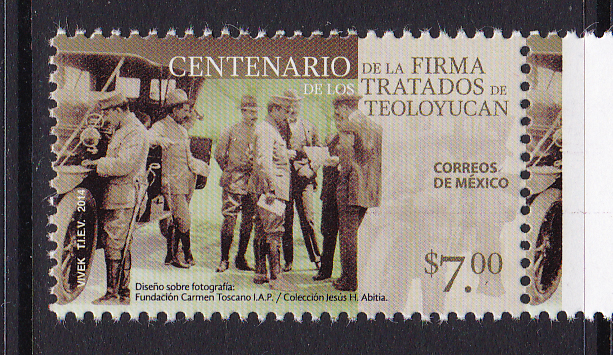 CENTENARIO DE LA FIRMA
DE LOS TRATADOS DE
TEOLOYUCAN
CORREOS
DE MÉXICO
$7.00
VIVEK T.I.E.V. 2014
Diseño sobre fotografía:
Fundación Carmen Toscano I.A.P. / Colección Jesús H. Abitia.